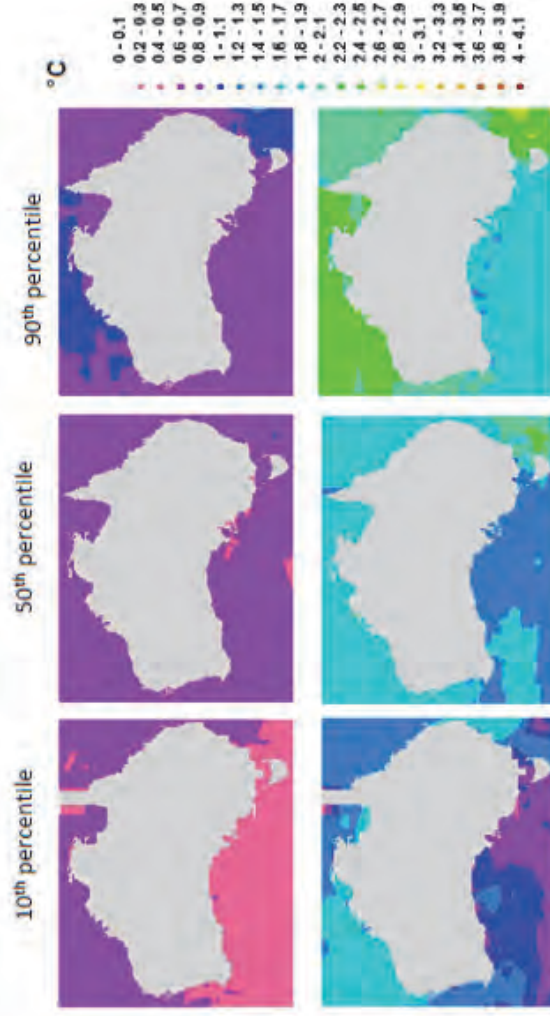 10th percentile
50th percentile
90th percentile
°C
0 - 0.1
0.2 - 0.3
0.4 - 0.5
0.6 - 0.7
0.8 - 0.9
1 - 1.1
1.2 - 1.3
1.4 - 1.5
1.6 - 1.7
1.8 - 1.9
2 - 2.1
2.2 - 2.3
2.4 - 2.5
2.6 - 2.7
2.8 - 2.9
3 - 3.1
3.2 - 3.3
3.4 - 3.5
3.6 - 3.7
3.8 - 3.9
4 - 4.1